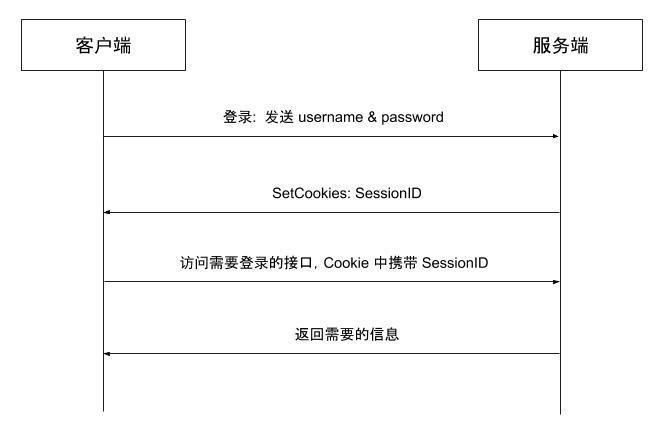 客户端
服务端
登录: 发送 username & password
SetCookies: SessionID
访问需要登录的接口, Cookie 中携带 SessionID
返回需要的信息